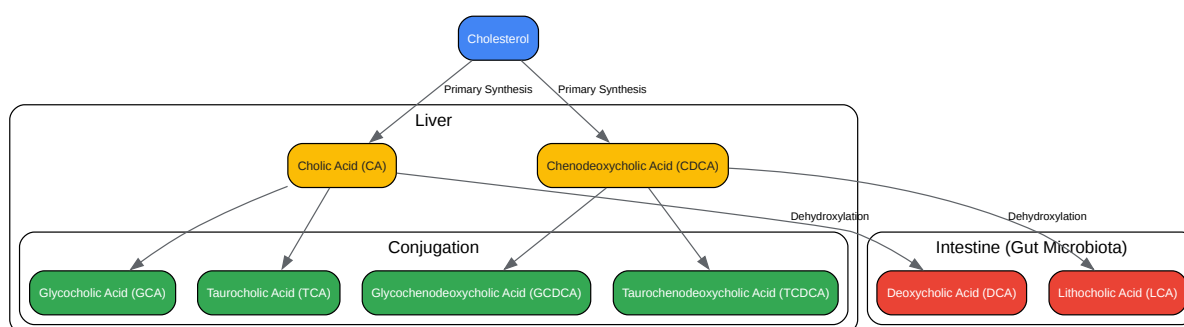 Cholesterol
Primary Synthesis
Primary Synthesis
Liver
Cholic Acid (CA)
Chenodeoxycholic Acid (CDCA)
Dehydroxylation
Dehydroxylation
Conjugation
Intestine (Gut Microbiota)
Glycocholic Acid (GCA)
Taurocholic Acid (TCA)
Glycochenodeoxycholic Acid (GCDCA)
Taurochenodeoxycholic Acid (TCDCA)
Deoxycholic Acid (DCA)
Lithocholic Acid (LCA)